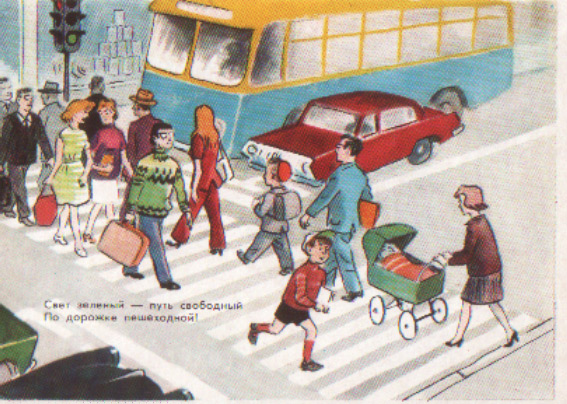 Свет зеленый — путь свободный
По дорожке пешеходной!